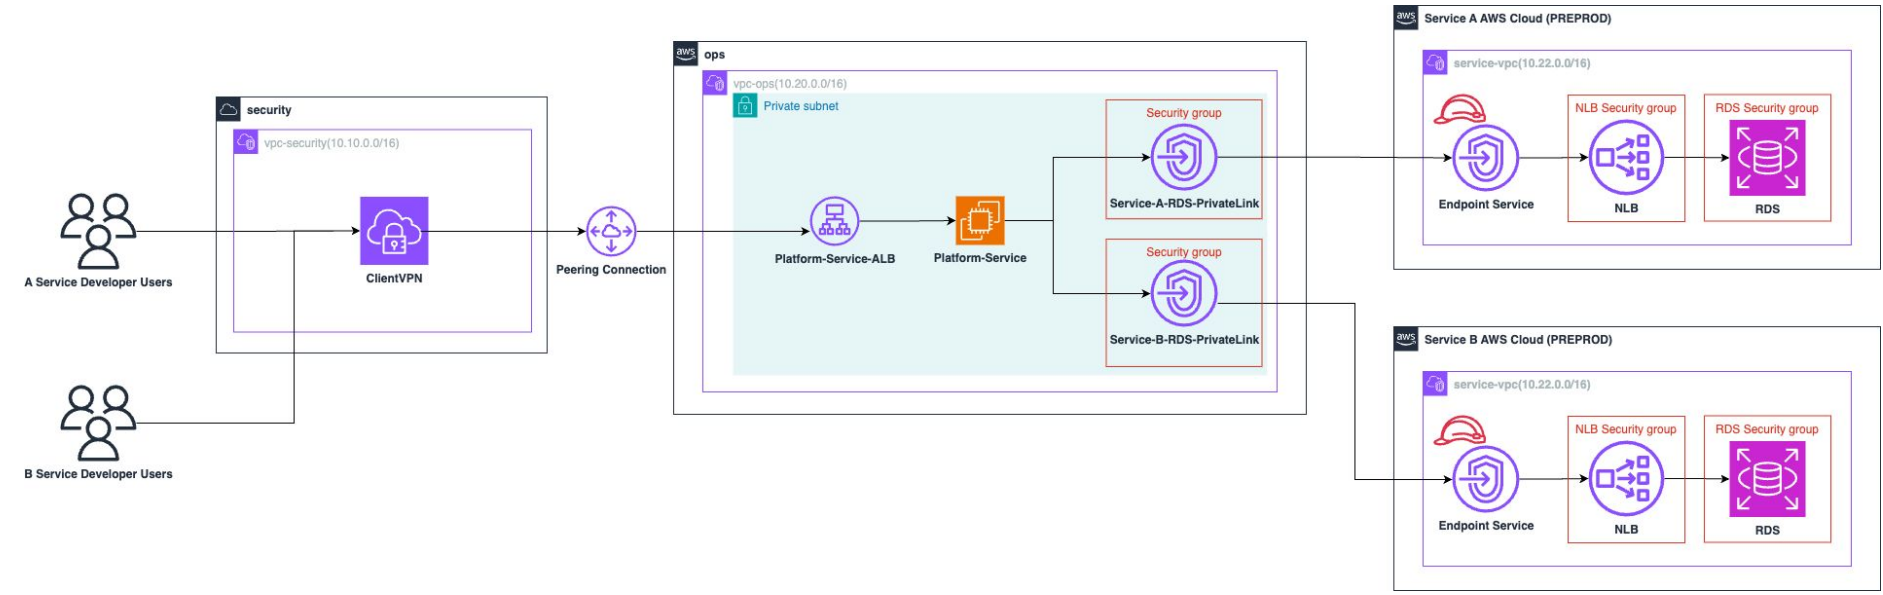 aws
Service A AWS Cloud (PREPROD)
service-vpc(10.22.0.0/16)
NLB Security group
RDS Security group
Endpoint Service
NLB
RDS
aws
ops
vpc-ops(10.20.0.0/16)
Private subnet
Security group
Service-A-RDS-PrivateLink
Platform-Service-ALB
Platform-Service
Security group
Service-B-RDS-PrivateLink
security
vpc-security(10.10.0.0/16)
ClientVPN
Peering Connection
A Service Developer Users
B Service Developer Users
aws
Service B AWS Cloud (PREPROD)
service-vpc(10.22.0.0/16)
NLB Security group
RDS Security group
Endpoint Service
NLB
RDS